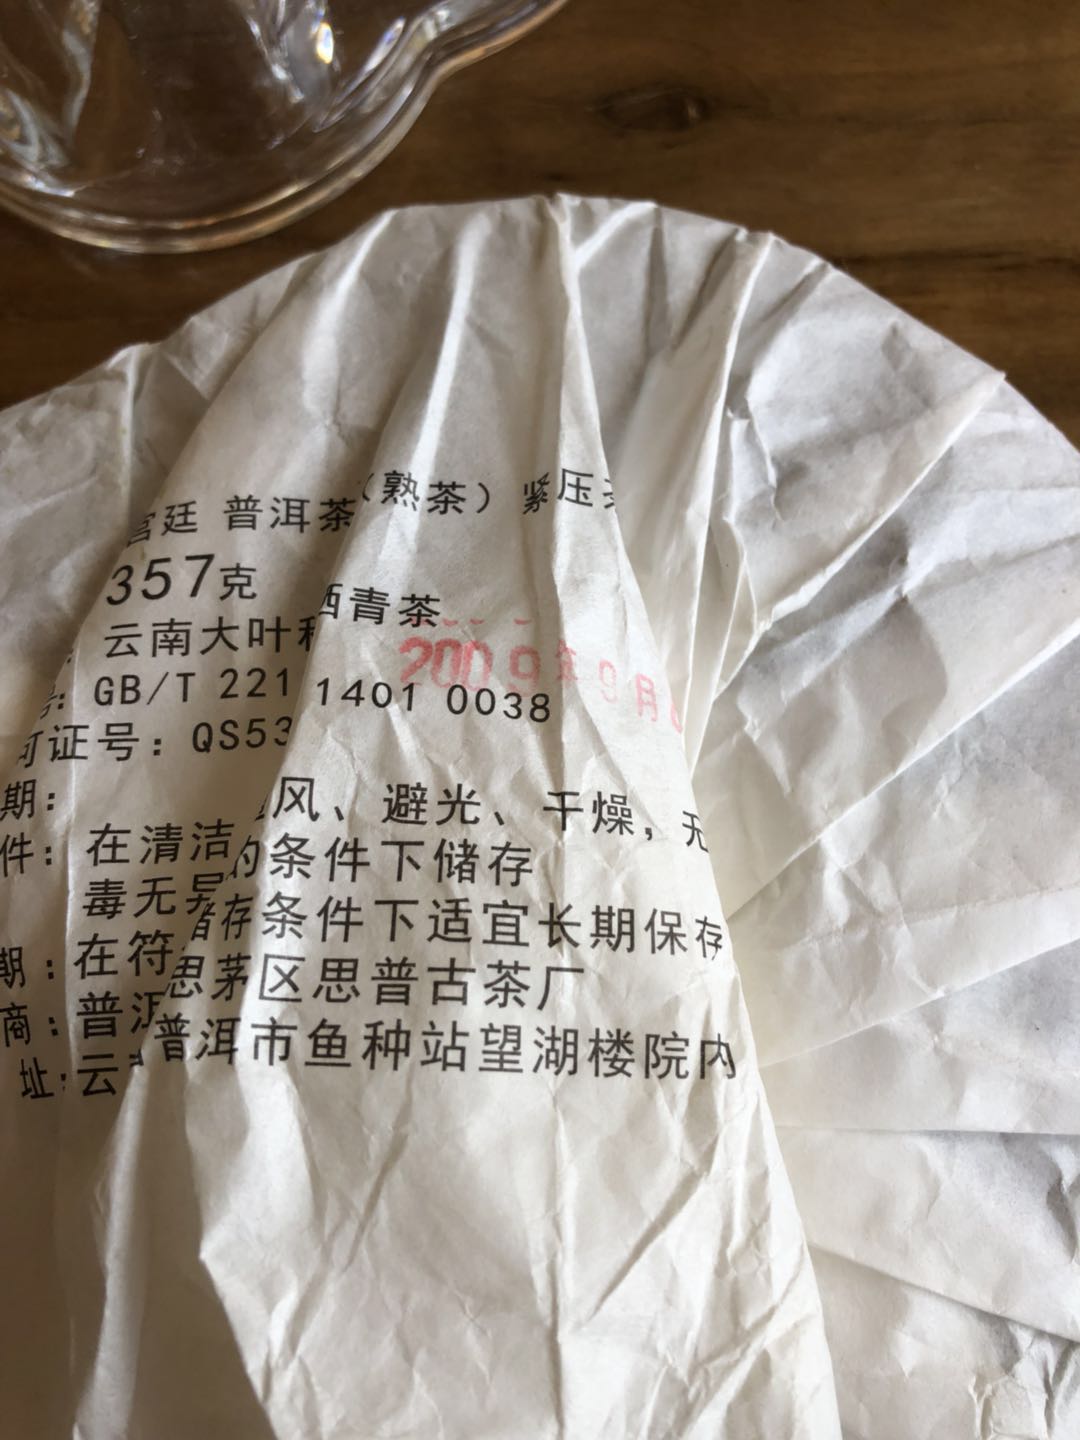 宫廷 普洱茶（熟茶）紧压
357克
云南大叶 晒青茶
2009年9月
GB/T 221
1401 0038
可证号：QS53
期：
风、避光、干燥，无
件：在清洁
的条件下储存
毒无异
储存条件下适宜长期保存
期：在符
思茅区思普古茶厂
商：普洱
普洱市鱼种站望湖楼院内
址：云